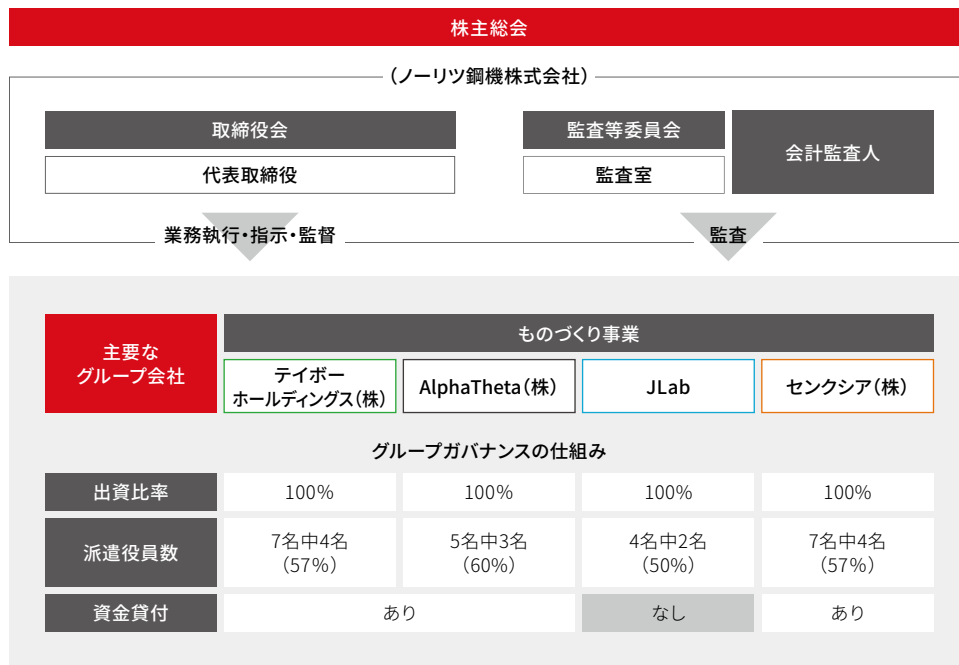 株主総会
(ノーリツ鋼機株式会社)
取締役会
代表取締役
監査等委員会
監査室
会計監査人
業務執行・指示・監督
監査
主要な
グループ会社
ものづくり事業
テイボー
ホールディングス(株)
AlphaTheta(株)
JLab
センクシア(株)
グループガバナンスの仕組み
出資比率
100%
100%
100%
100%
派遣役員数
7名中4名
(57%)
5名中3名
(60%)
4名中2名
(50%)
7名中4名
(57%)
資金貸付
あり
なし
あり